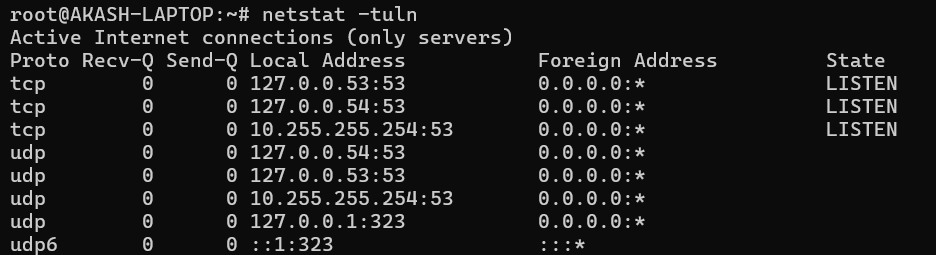 root@AKASH-LAPTOP:~# netstat -tuln
Active Internet connections (only servers)
Proto Recv-Q Send-Q Local Address           Foreign Address         State
tcp        0      0 127.0.0.53:53           0.0.0.0:*               LISTEN
tcp        0      0 127.0.0.54:53           0.0.0.0:*               LISTEN
tcp        0      0 10.255.255.254:53       0.0.0.0:*               LISTEN
udp        0      0 127.0.0.54:53           0.0.0.0:*
udp        0      0 127.0.0.53:53           0.0.0.0:*
udp        0      0 10.255.255.254:53       0.0.0.0:*
udp        0      0 127.0.0.1:323           0.0.0.0:*
udp6       0      0 ::1:323                 :::*